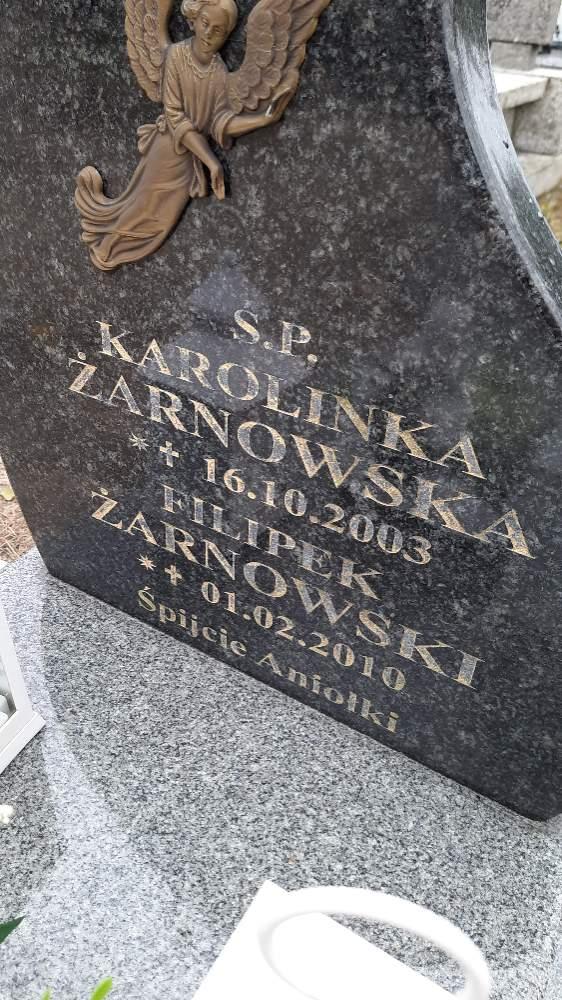 S.P.
KAROLINKA
ŻARNOWSKA
* ✝ 16.10.2003
FILIPEK
ŻARNOWSKI
* ✝ 01.02.2010
Śpijcie Aniołki